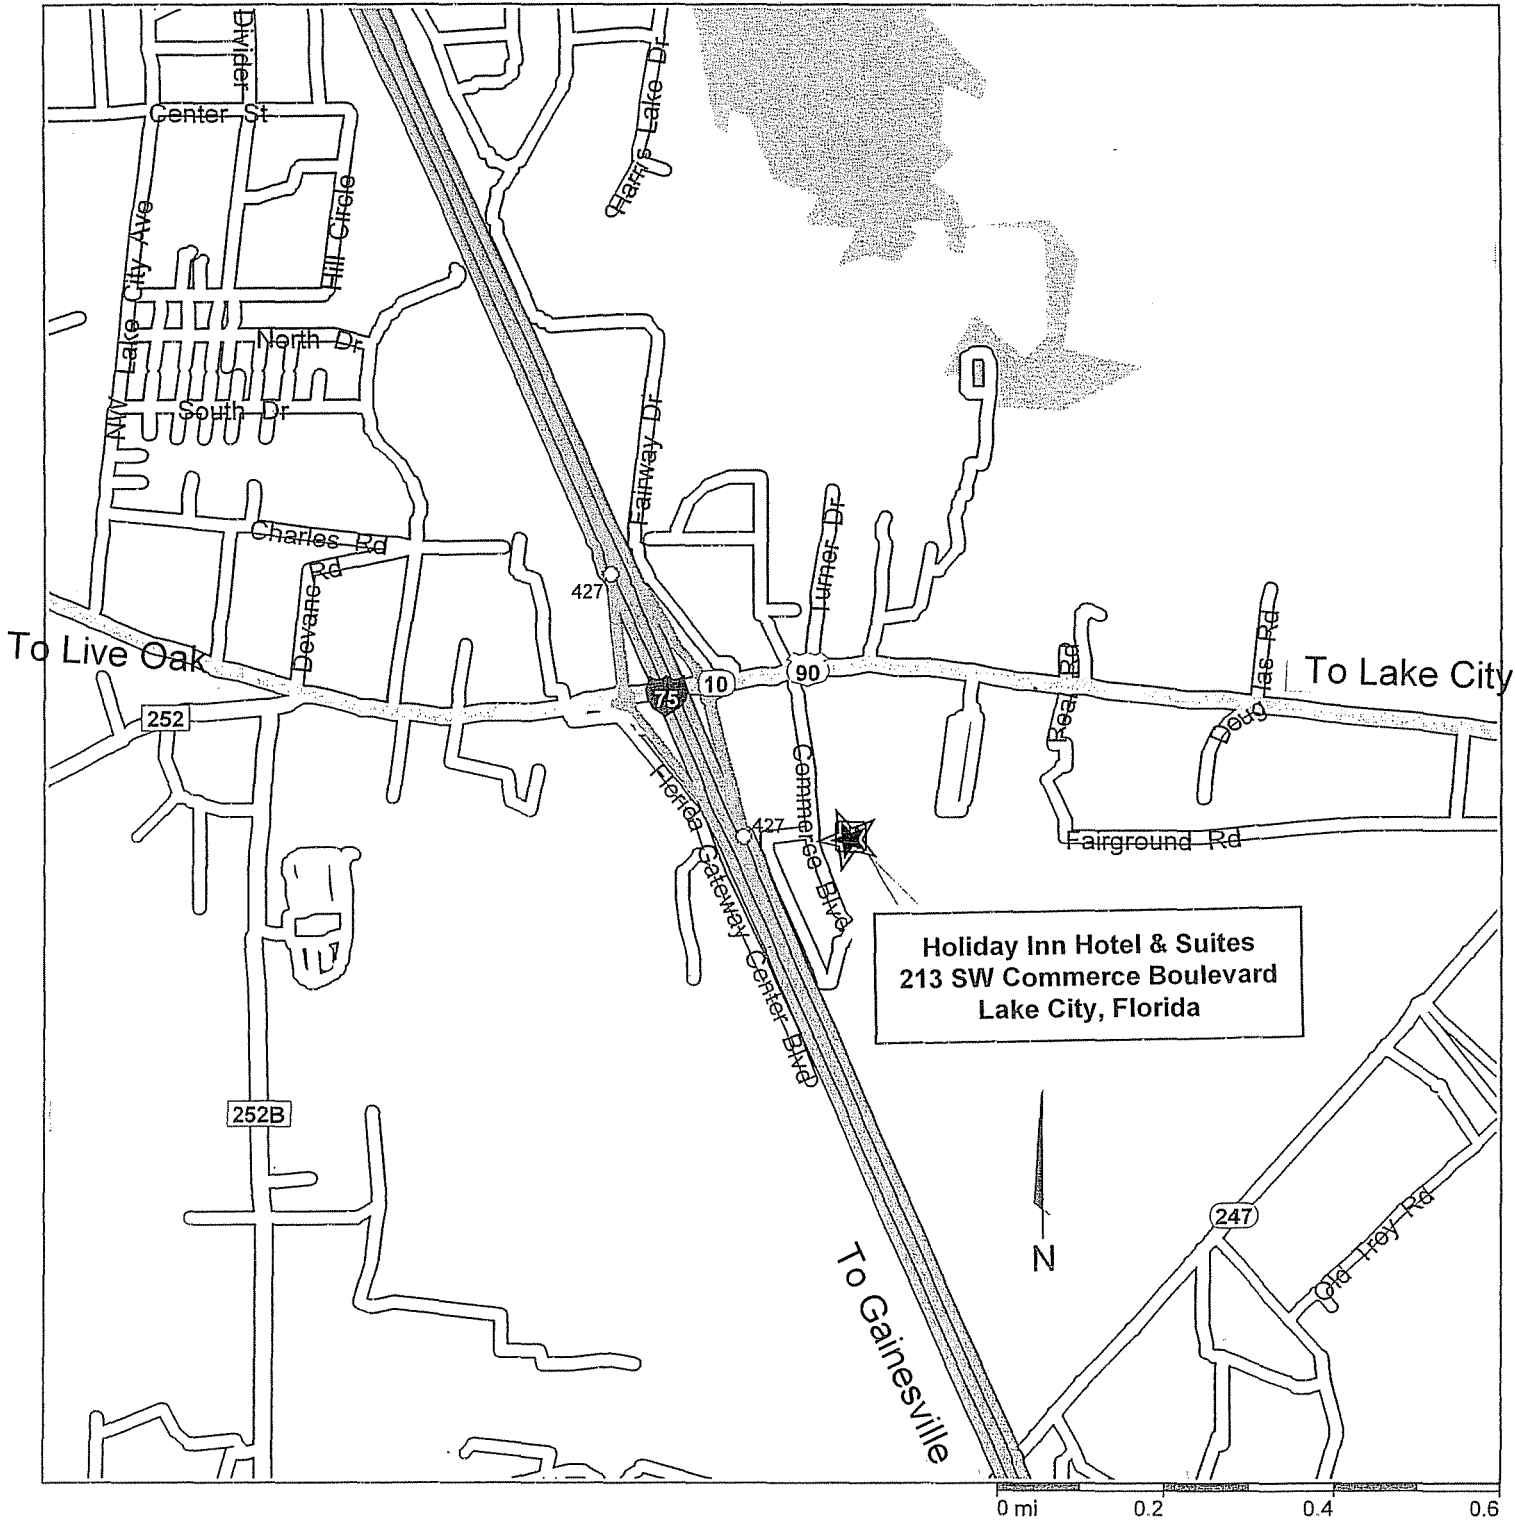 Divider
Center St
Harris Lake Dr
Hill Circle
NW Lake City Ave
North Dr
South Dr
Fairway Dr
Charles Rd
Turner Dr
Devane Rd
427
To Live Oak
252
75
10
90
Real Rd
Douglas Rd
To Lake City
Florida Gateway Center Blvd
427
Commerce Blvd
Fairground Rd
Holiday Inn Hotel & Suites
213 SW Commerce Boulevard
Lake City, Florida
252B
N
247
Old Troy Rd
To Gainesville
0 mi 0.2 0.4 0.6